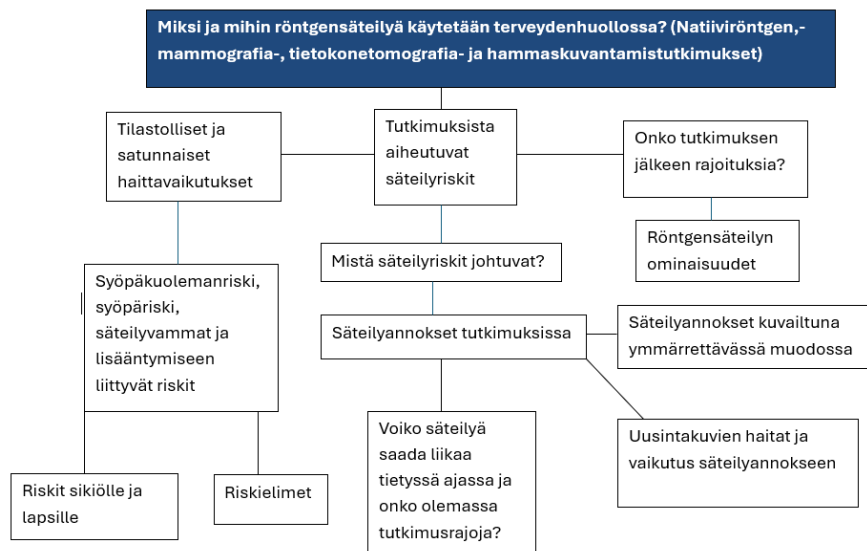 Miksi ja mihin röntgensäteilyä käytetään terveydenhuollossa? (Natiiviröntgen,-
mammografia-, tietokonetomografia- ja hammaskuvantamistutkimukset)
Tilastolliset ja
satunnaiset
haittavaikutukset
Tutkimuksista
aiheutuvat
säteilyriskit
Onko tutkimuksen
jälkeen rajoituksia?
Röntgensäteilyn
ominaisuudet
Mistä säteilyriskit johtuvat?
Syöpäkuolemanriski,
syöpäriski,
säteilyvammat ja
lisääntymiseen
liittyvät riskit
Säteilyannokset tutkimuksissa
Säteilyannokset kuvailtuna
ymmärrettävässä muodossa
Voiko säteilyä
saada liikaa
tietyssä ajassa ja
onko olemassa
tutkimusrajoja?
Uusintakuvien haitat ja
vaikutus säteilyannokseen
Riskit sikiölle ja
lapsille
Riskielimet